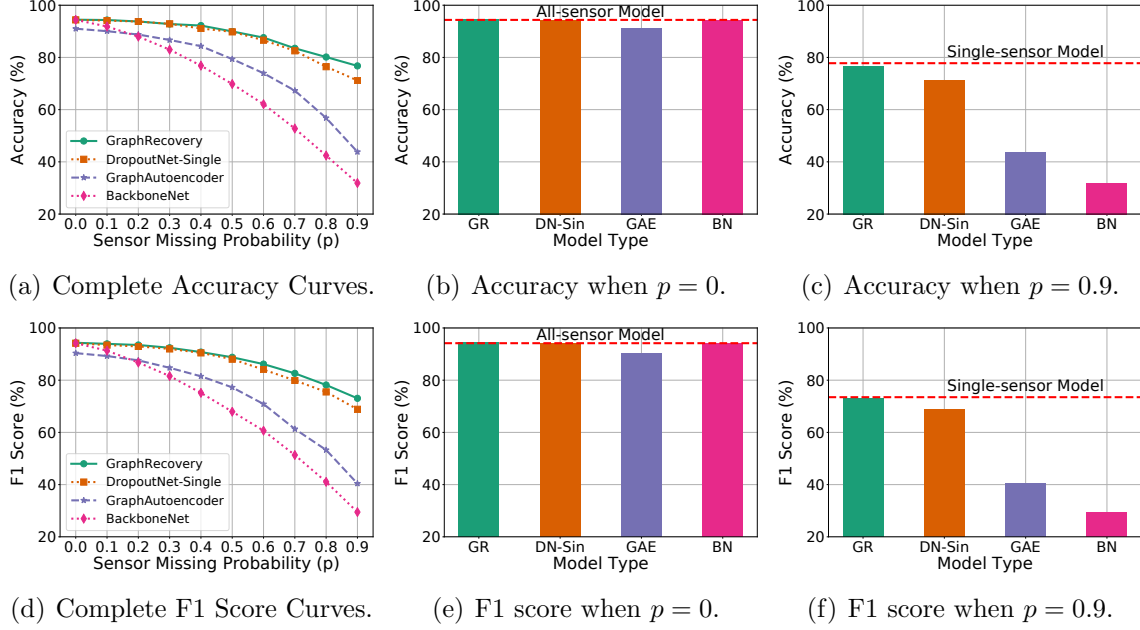 100
80
60
40
20
Accuracy (%)
GraphRecovery
DropoutNet-Single
GraphAutoencoder
BackboneNet
0.0 0.1 0.2 0.3 0.4 0.5 0.6 0.7 0.8 0.9
Sensor Missing Probability (p)
(a) Complete Accuracy Curves.
100
80
60
40
20
Accuracy (%)
All-sensor Model
GR DN-Sin GAE BN
Model Type
(b) Accuracy when p = 0.
100
80
60
40
20
Accuracy (%)
Single-sensor Model
GR DN-Sin GAE BN
Model Type
(c) Accuracy when p = 0.9.
100
80
60
40
20
F1 Score (%)
GraphRecovery
DropoutNet-Single
GraphAutoencoder
BackboneNet
0.0 0.1 0.2 0.3 0.4 0.5 0.6 0.7 0.8 0.9
Sensor Missing Probability (p)
(d) Complete F1 Score Curves.
100
80
60
40
20
F1 Score (%)
All-sensor Model
GR DN-Sin GAE BN
Model Type
(e) F1 score when p = 0.
100
80
60
40
20
F1 Score (%)
Single-sensor Model
GR DN-Sin GAE BN
Model Type
(f) F1 score when p = 0.9.